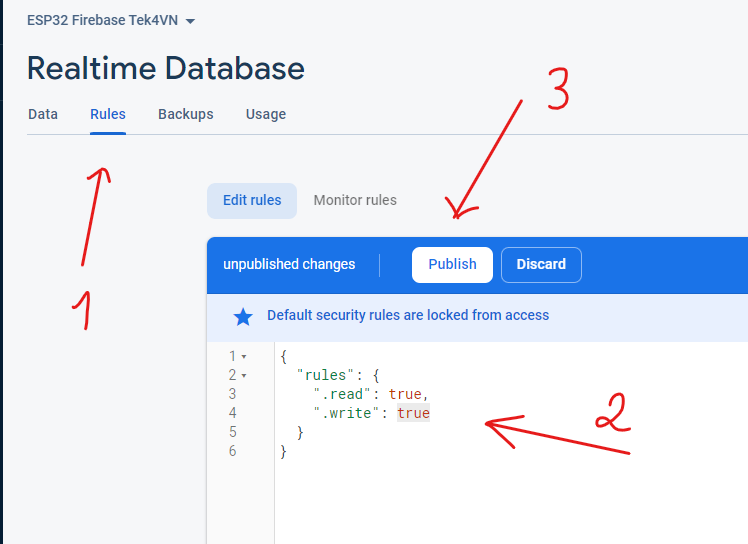 ESP32 Firebase Tek4VN
Realtime Database
Data Rules Backups Usage
3
1
Edit rules Monitor rules
unpublished changes Publish Discard
Default security rules are locked from access
1 {
2 "rules": {
3 ".read": true,
4 ".write": true
5 }
6 }
2